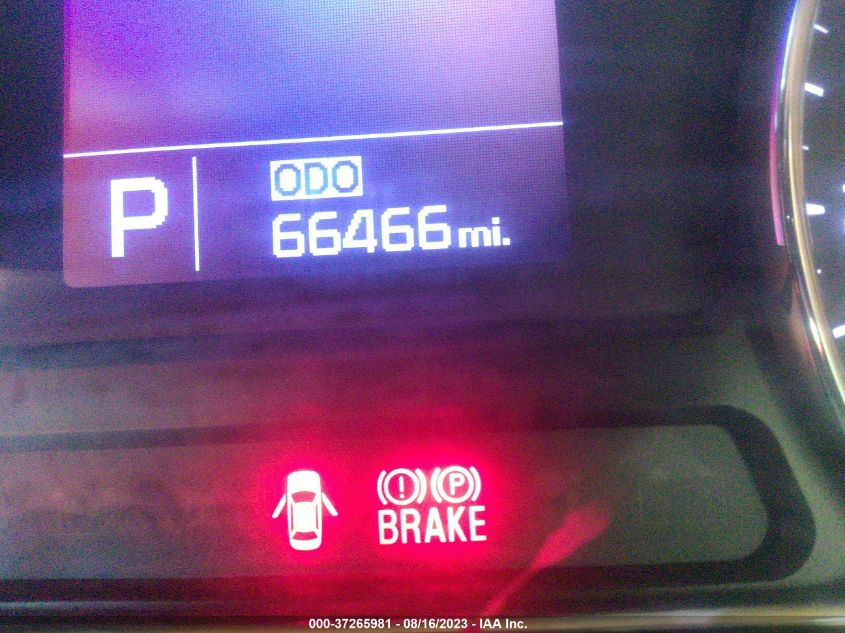 P
ODO
66466 mi.
(!) (P)
BRAKE
000-37265981 - 08/16/2023 - IAA Inc.